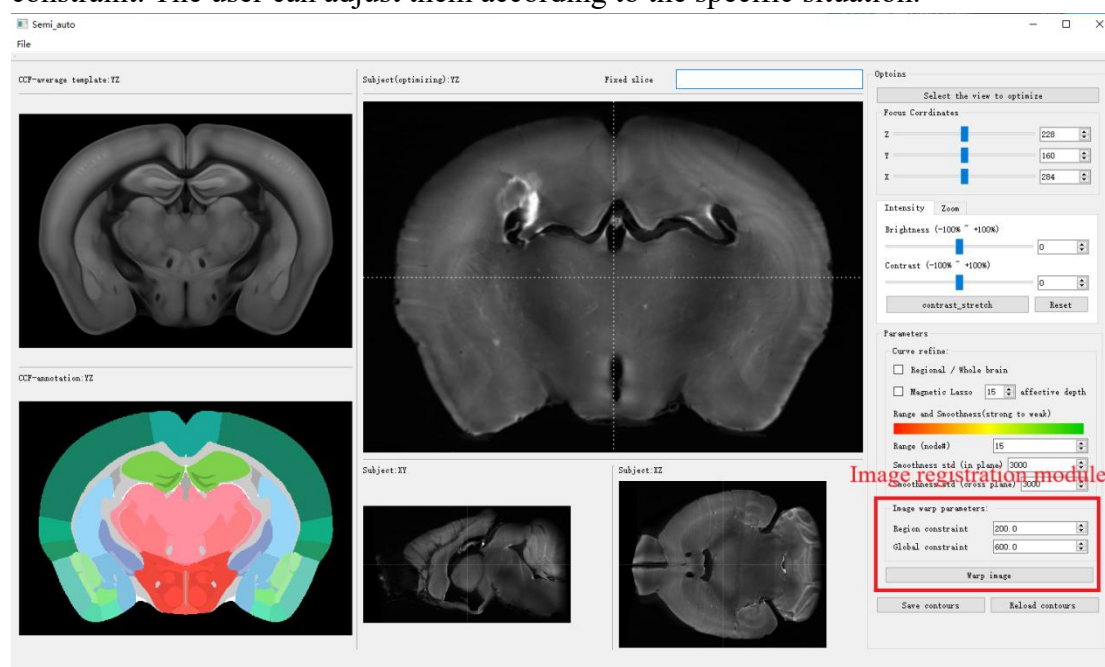 constraint. The user can adjust them according to the specific situation.
Semi_auto
File
CCF-average template:YZ
Subject(optimizing):YZ
Fixed slice
CCF-annotation:YZ
Subject:XY
Subject:XZ
Optoins
Select the view to optimize
Focus Corrdinates
Z 228
Y 160
X 284
Intensity Zoom
Brightness (-100% ~ +100%)
0
Contrast (-100% ~ +100%)
0
contrast_stretch Reset
Parameters
Curve refine:
Regional / Whole brain
Magnetic Lasso 15 affective depth
Range and Smoothness(strong to weak)
Range (node#) 15
Smoothness std (in plane) 3000
Image registration module
Smoothness std (cross plane) 3000
Image warp parameters:
Region constraint 200.0
Global constraint 600.0
Warp image
Save contours Reload contours